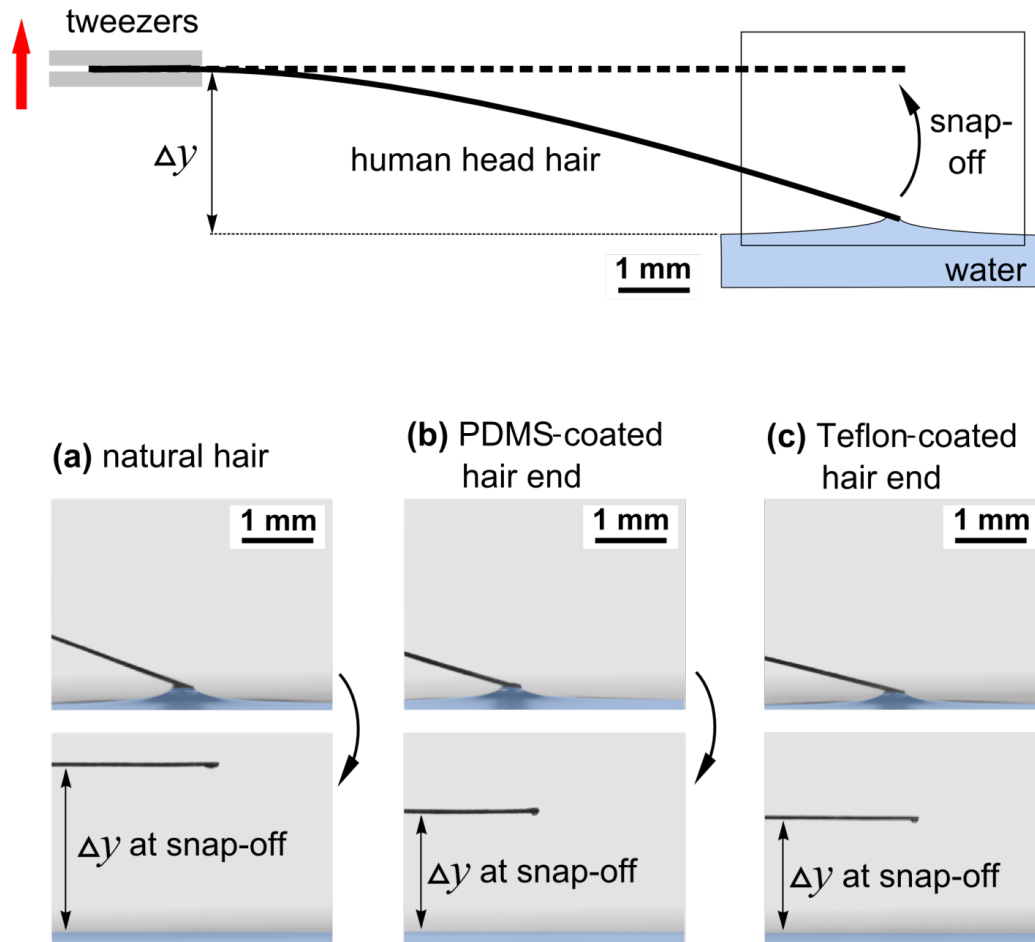 tweezers
Δy
human head hair
snap-
off
1 mm
water
(a) natural hair
(b) PDMS-coated
hair end
(c) Teflon-coated
hair end
1 mm
1 mm
1 mm
Δy at snap-off
Δy at snap-off
Δy at snap-off